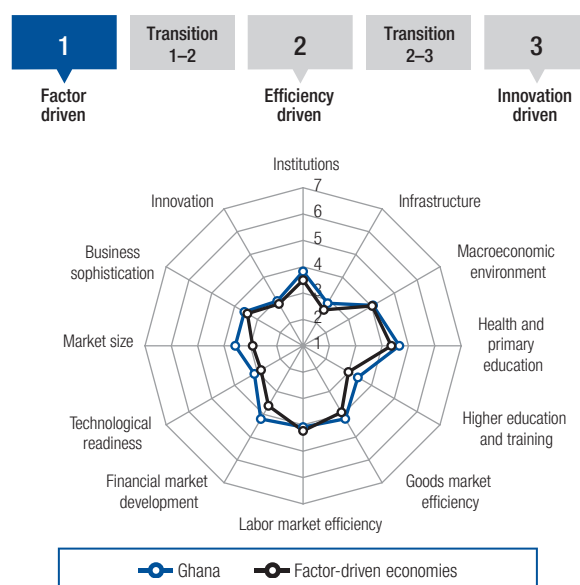 1
Transition
1–2
2
Transition
2–3
3
Factor
driven
Efficiency
driven
Innovation
driven
Institutions
Infrastructure
Macroeconomic
environment
Health and
primary
education
Higher education
and training
Goods market
efficiency
Labor market efficiency
Financial market
development
Technological
readiness
Market size
Business
sophistication
Innovation
7
6
5
4
3
2
1
Ghana
Factor-driven economies